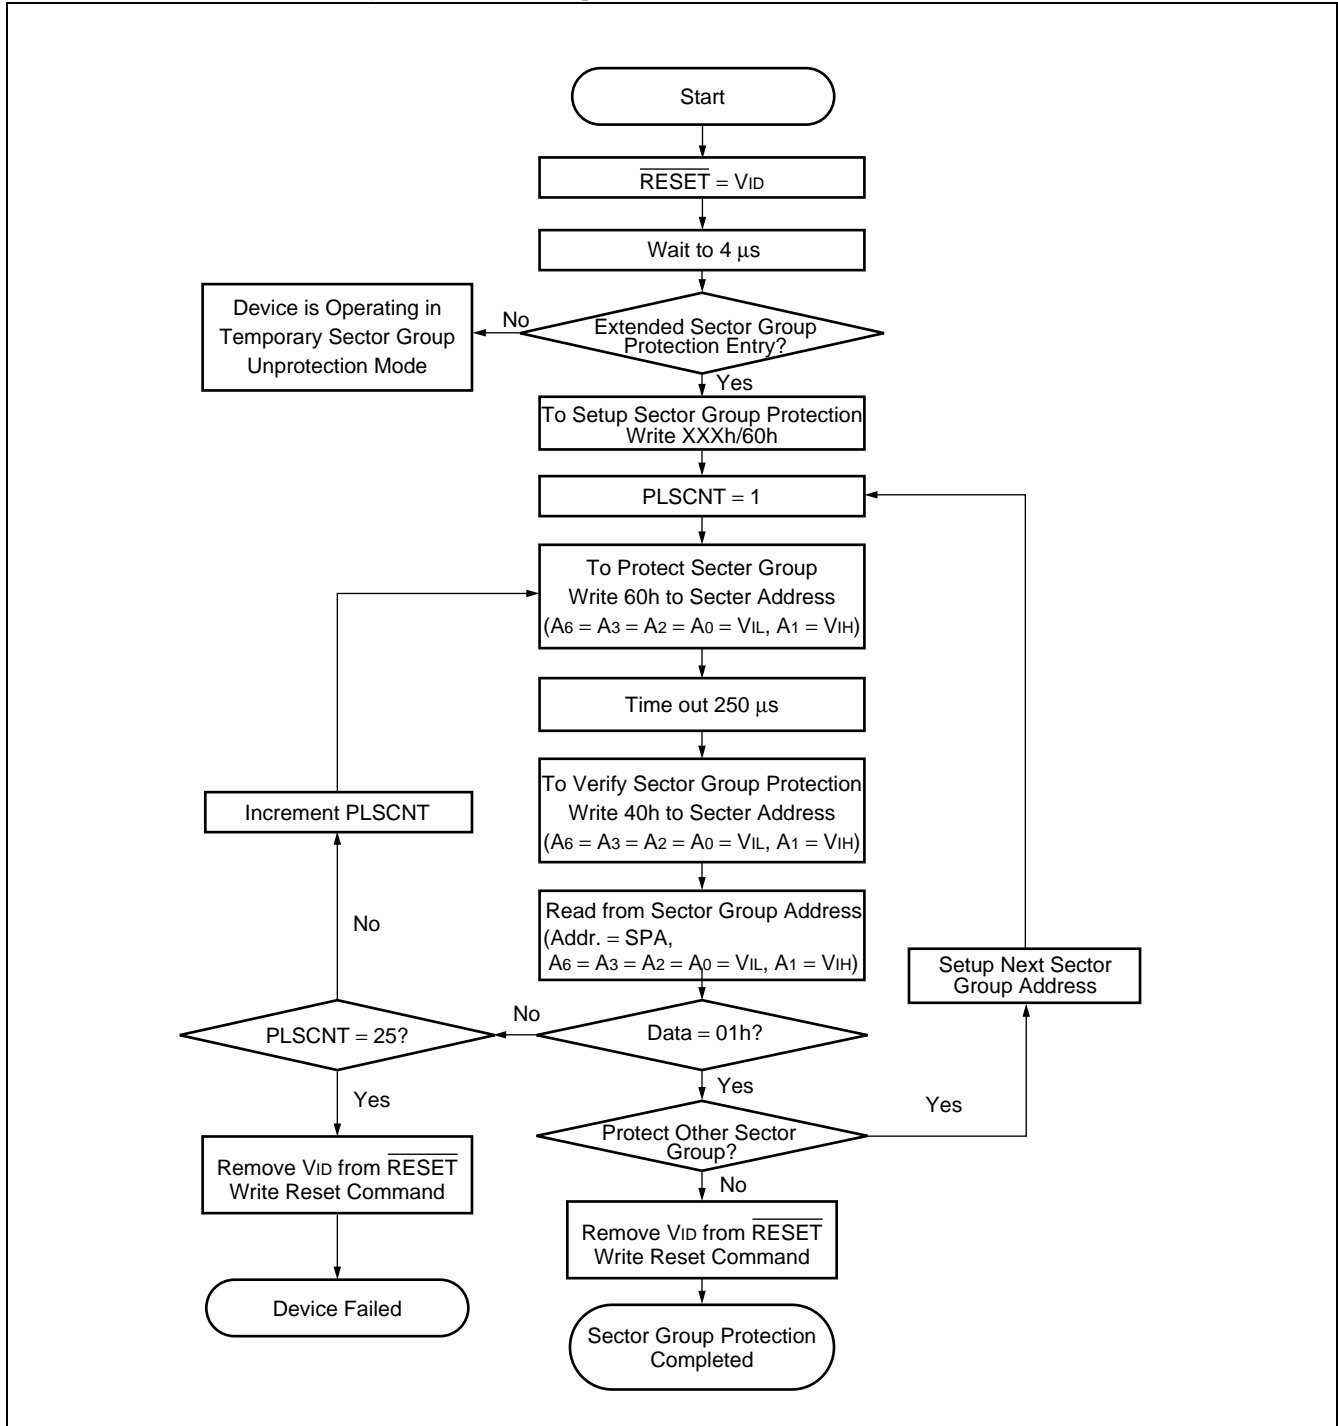 Start
RESET = VID
Wait to 4 μs
Device is Operating in
Temporary Sector Group
Unprotection Mode
No
Extended Sector Group
Protection Entry?
Yes
To Setup Sector Group Protection
Write XXXh/60h
PLSCNT = 1
To Protect Secter Group
Write 60h to Secter Address
(A6 = A3 = A2 = A0 = VIL, A1 = VIH)
Time out 250 μs
To Verify Sector Group Protection
Write 40h to Secter Address
(A6 = A3 = A2 = A0 = VIL, A1 = VIH)
Increment PLSCNT
Read from Sector Group Address
(Addr. = SPA,
A6 = A3 = A2 = A0 = VIL, A1 = VIH)
No
Setup Next Sector
Group Address
PLSCNT = 25?
No
Data = 01h?
Yes
Yes
Yes
Protect Other Sector
Group?
No
Remove VID from RESET
Write Reset Command
Remove VID from RESET
Write Reset Command
Device Failed
Sector Group Protection
Completed